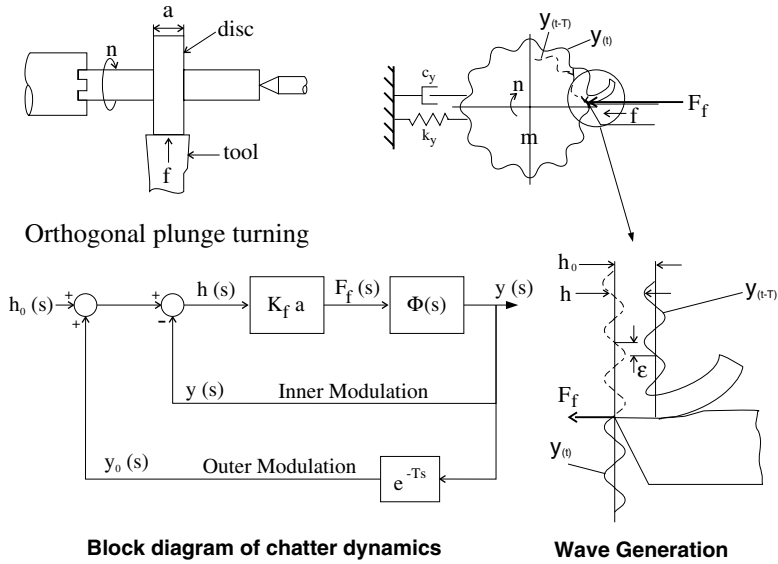 a
disc
n
f
tool
Orthogonal plunge turning
y(t-T)
y(t)
n
m
cy
ky
Ff
f
h0 (s)
+
+
+
−
h (s)
Kf a
Ff (s)
Φ(s)
y (s)
y (s)
Inner Modulation
y0 (s)
Outer Modulation
e-Ts
Block diagram of chatter dynamics
h0
h
y(t-T)
ε
Ff
y(t)
Wave Generation